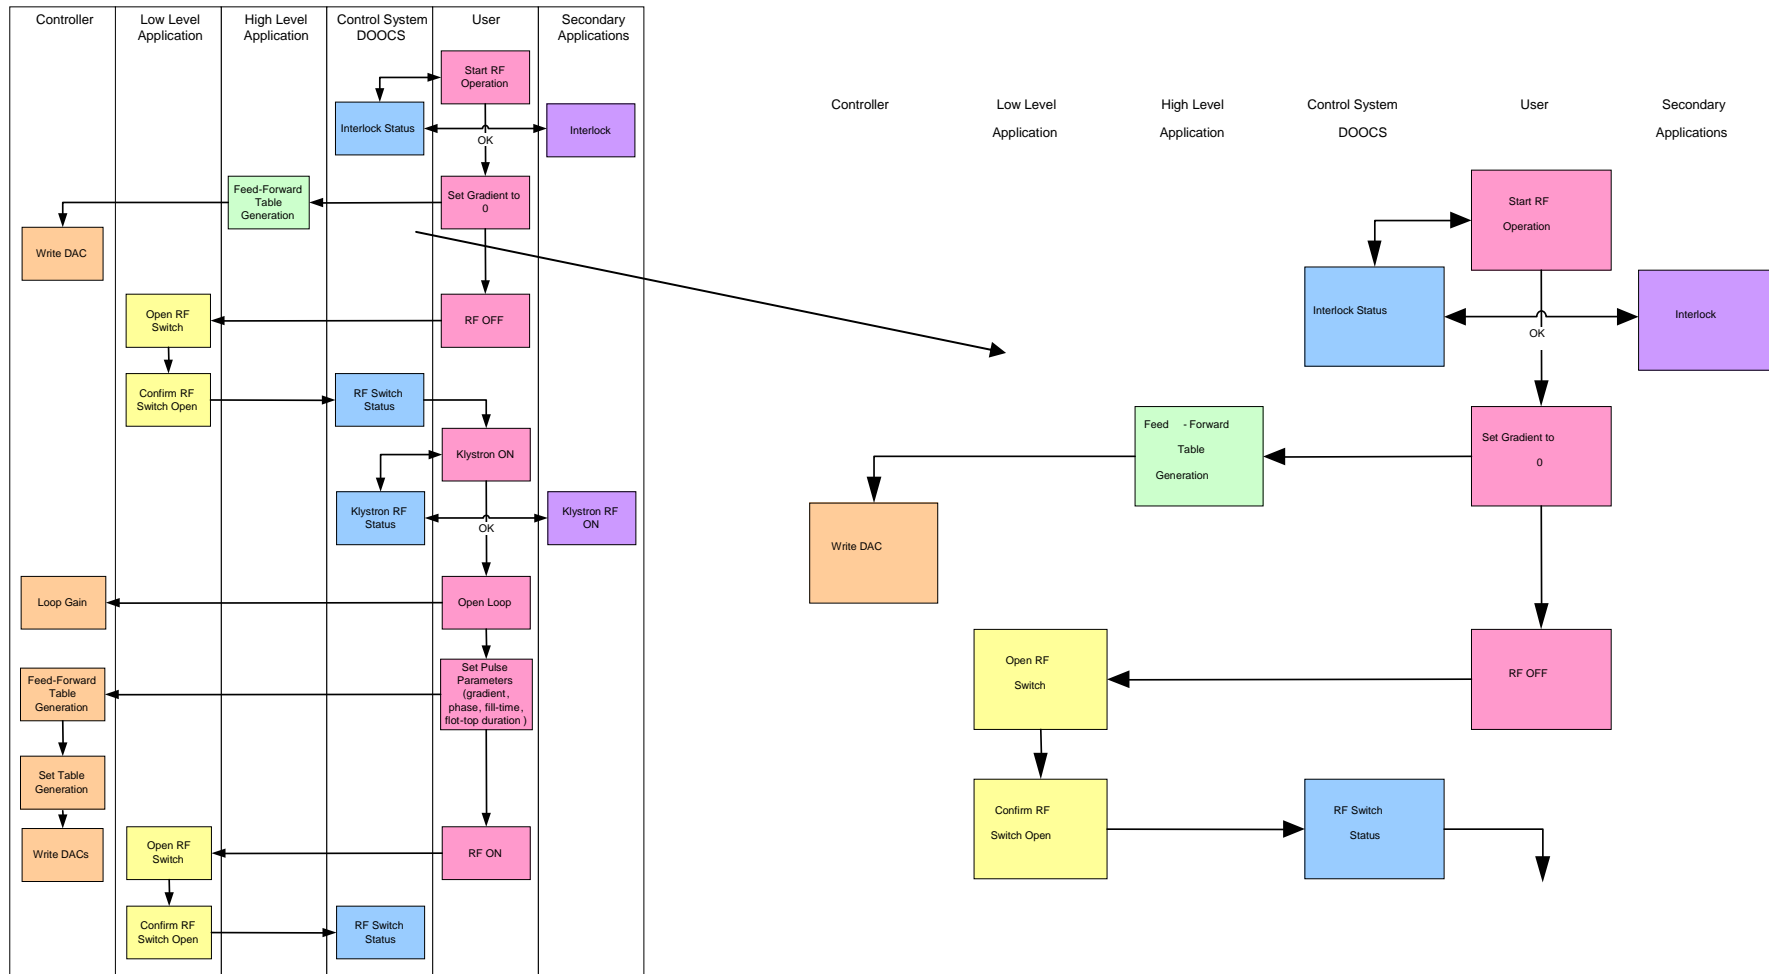 Controller
Low Level
Application
High Level
Application
Control System
DOOCS
User
Secondary
Applications
Start RF
Operation
Interlock Status
Interlock
OK
Feed-Forward
Table
Generation
Set Gradient to
0
Write DAC
Open RF
Switch
RF OFF
Confirm RF
Switch Open
RF Switch
Status
Klystron ON
Klystron RF
Status
Klystron RF
ON
OK
Loop Gain
Open Loop
Feed-Forward
Table
Generation
Set Pulse
Parameters
(gradient,
phase, fill-time,
flot-top duration )
Set Table
Generation
Write DACs
Open RF
Switch
RF ON
Confirm RF
Switch Open
RF Switch
Status
Controller
Low Level
Application
High Level
Application
Control System
DOOCS
User
Secondary
Applications
Start RF
Operation
Interlock Status
Interlock
OK
Feed - Forward
Table
Generation
Set Gradient to
0
Write DAC
Open RF
Switch
RF OFF
Confirm RF
Switch Open
RF Switch
Status